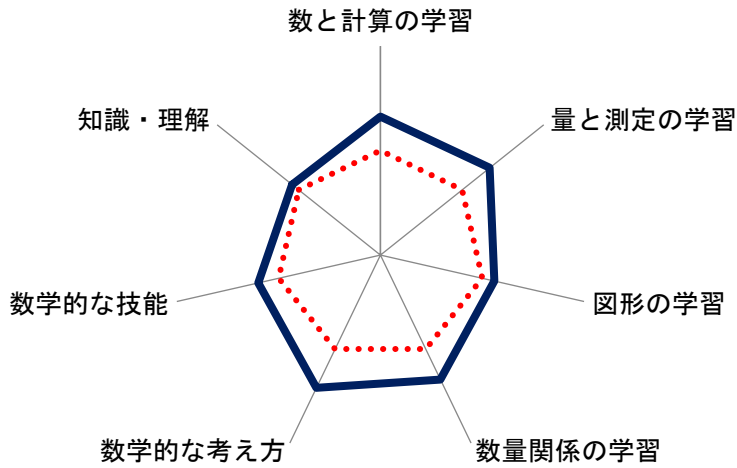 数と計算の学習
量と測定の学習
図形の学習
数量関係の学習
数学的な考え方
数学的な技能
知識・理解